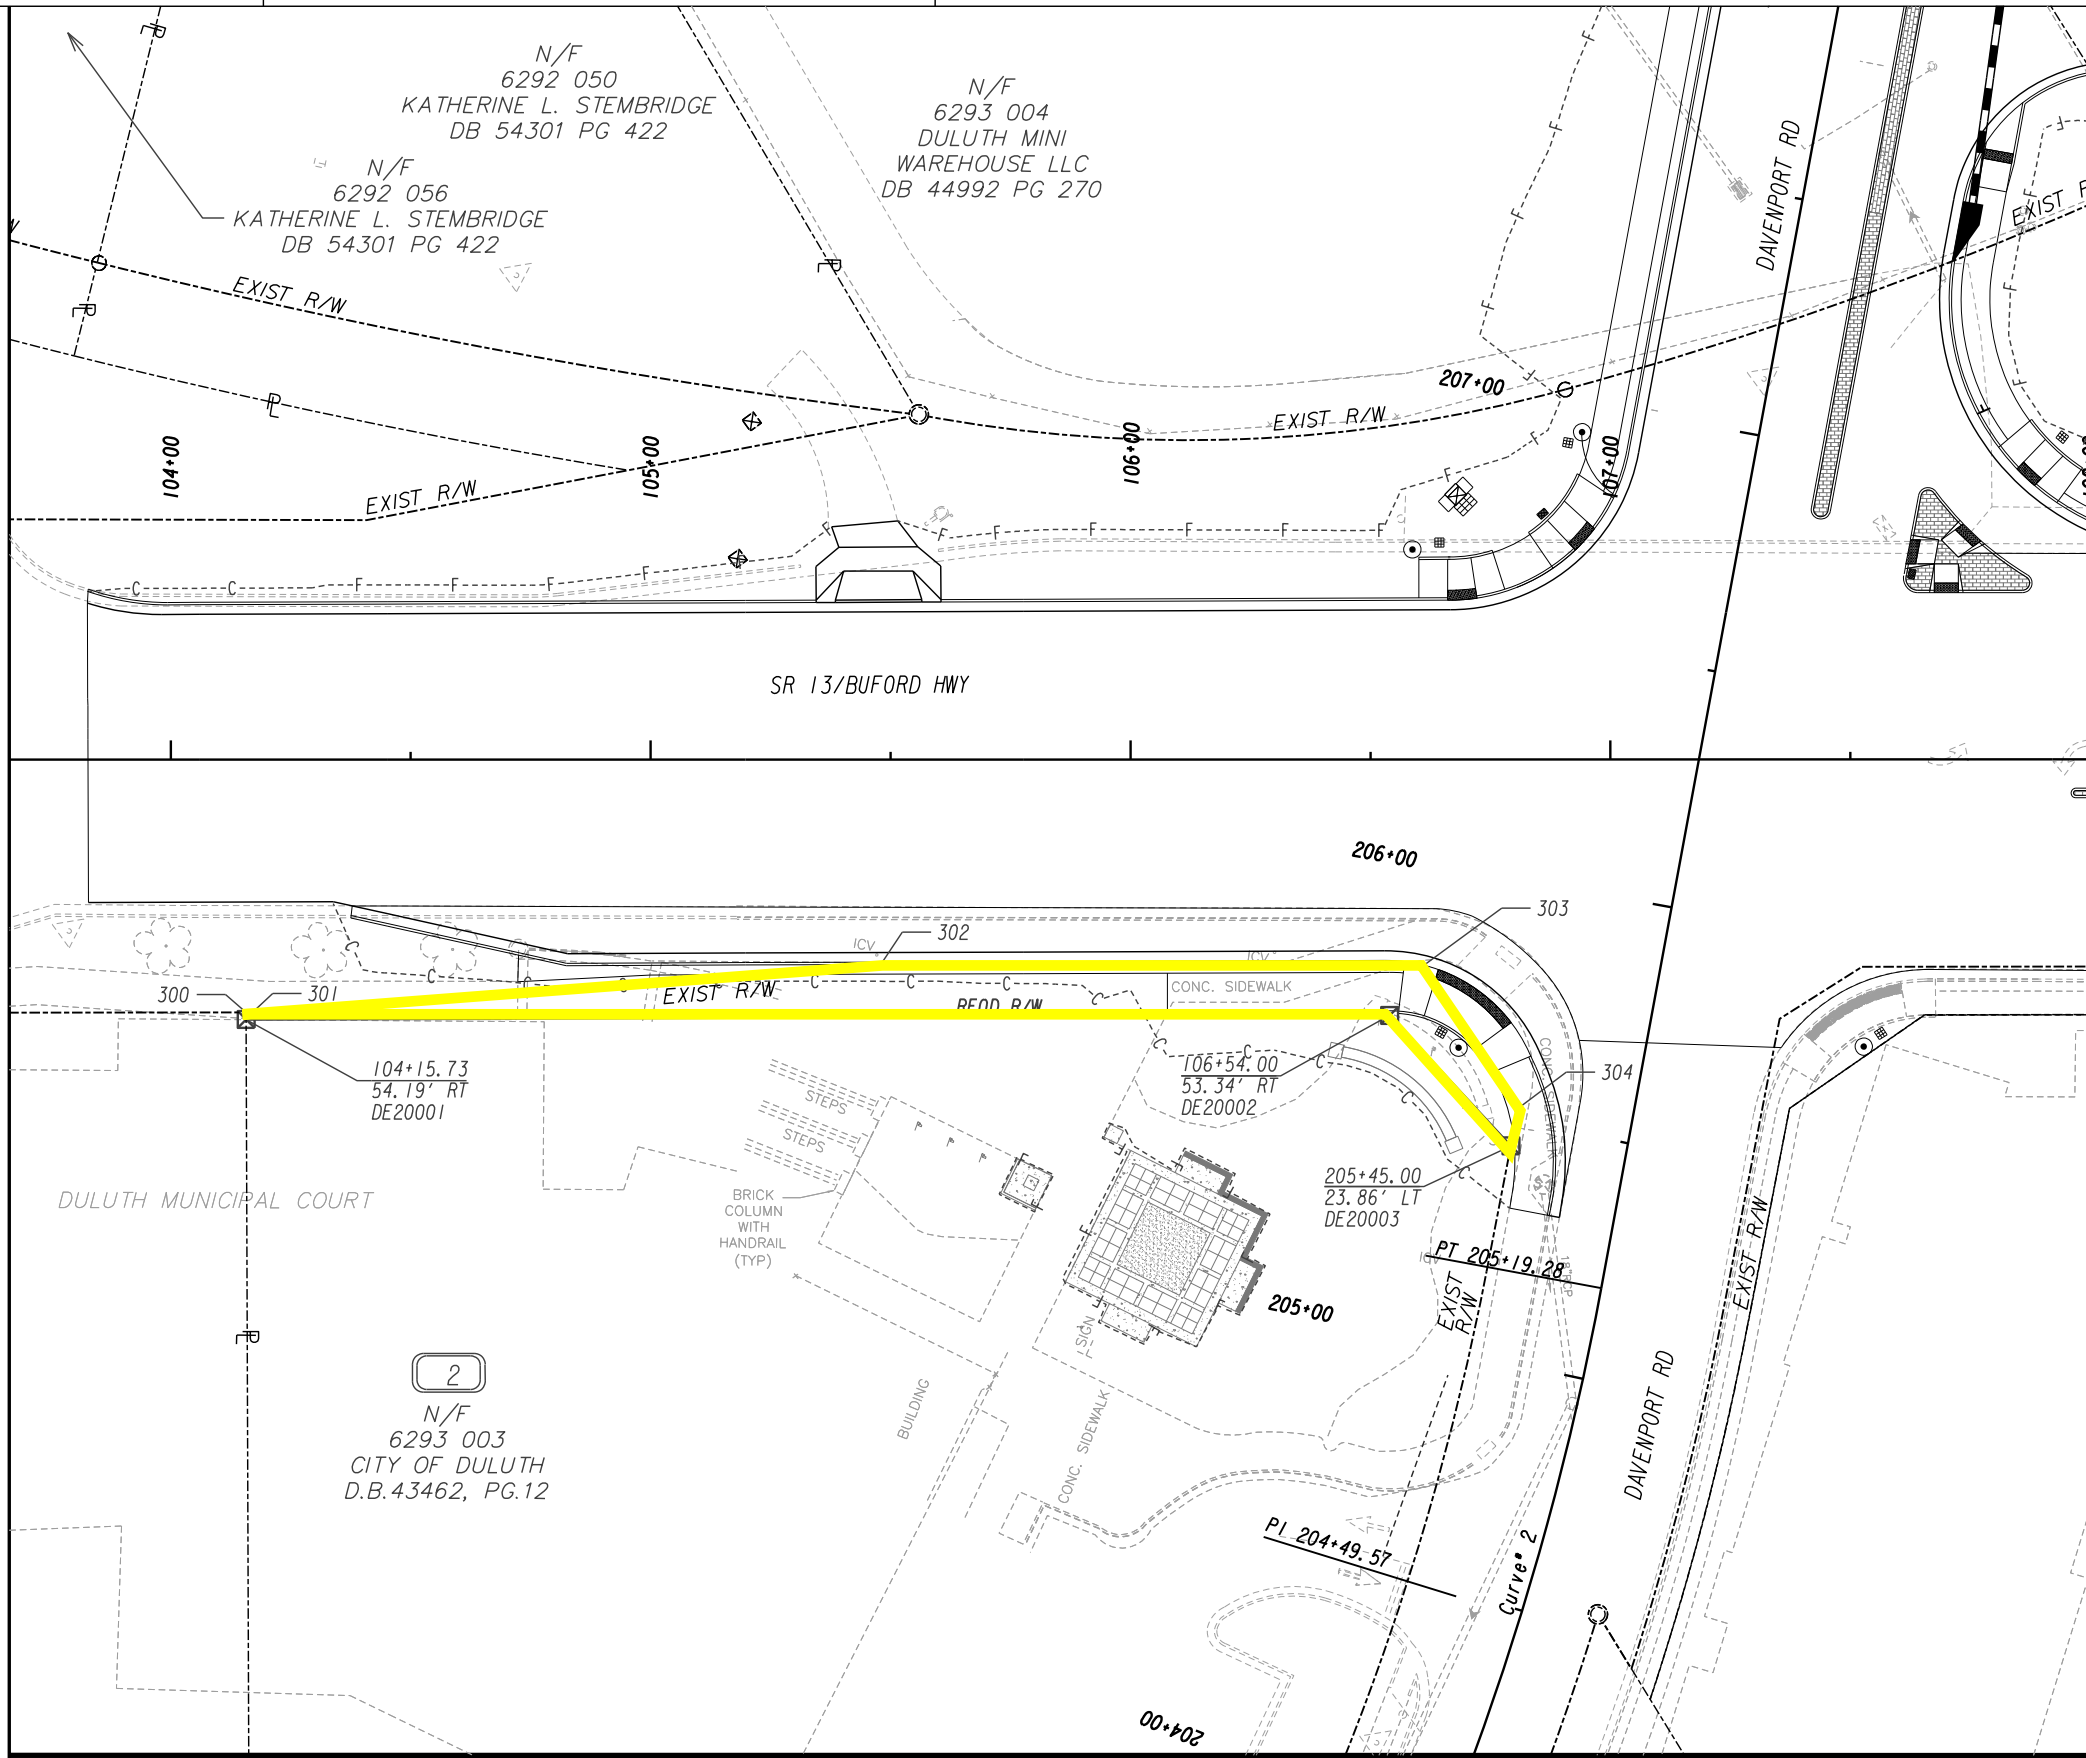 N/F
6292 050
KATHERINE L. STEMBRIDGE
DB 54301 PG 422
N/F
6293 004
DULUTH MINI
WAREHOUSE LLC
DB 44992 PG 270
N/F
6292 056
KATHERINE L. STEMBRIDGE
DB 54301 PG 422
DAVENPORT RD
EXIST R/W
207+00
EXIST R/W
104+00
105+00
106+00
107+00
EXIST R/W
SR 13/BUFORD HWY
206+00
303
302
ICV
ICV
300
301
EXIST R/W
REQD R/W
CONC. SIDEWALK
CONC. SIDEWALK
304
104+15.73
54.19' RT
DE20001
106+54.00
53.34' RT
DE20002
STEPS
STEPS
205+45.00
23.86' LT
DE20003
DULUTH MUNICIPAL COURT
BRICK
COLUMN
WITH
HANDRAIL
(TYP)
PT 205+19.28
EXIST
R/W
EXIST R/W
205+00
SIGN
2
N/F
6293 003
CITY OF DULUTH
D.B.43462, PG.12
BUILDING
CONC. SIDEWALK
DAVENPORT RD
PI 204+49.57
Curve# 2
204+00